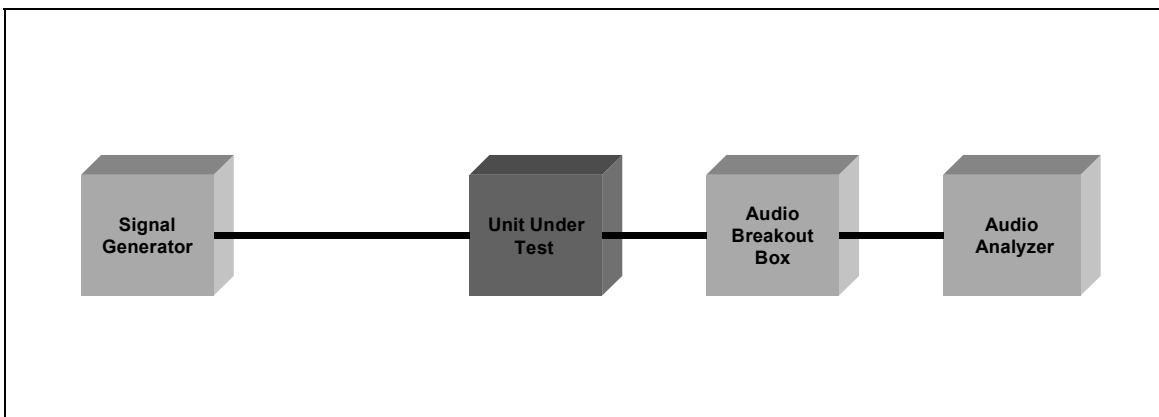 Signal
Generator
Unit Under
Test
Audio
Breakout
Box
Audio
Analyzer